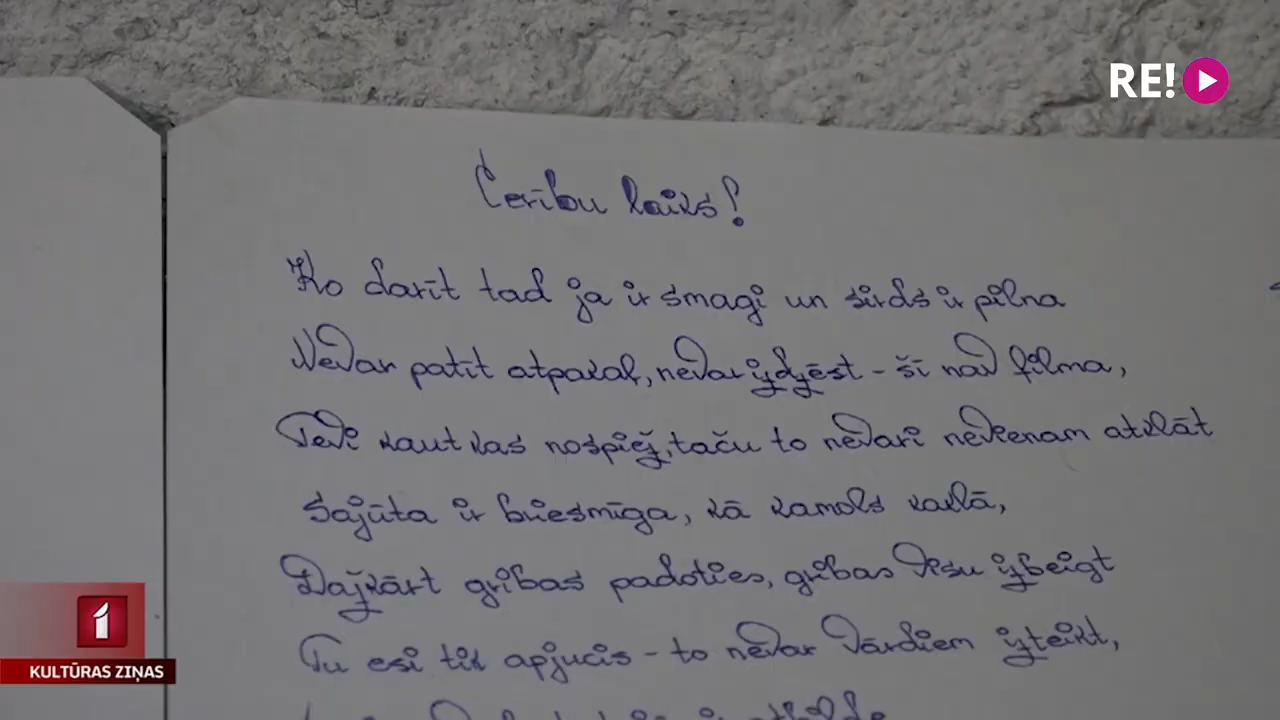 RE!
Cerību laiks!
Ko darīt tad ja ir smagi un sirds ir pilna
Nevar patīt atpakaļ, nevar izdzēst - šī nav filma,
Tevi kaut kas nospiež, taču to nevari nevienam atklāt
Sajūta ir briesmīga, kā kamols kaklā,
Dažkārt gribas padoties, gribas visu izbeigt
Tu esi tik apjucis - to nevar vārdiem izteikt,
1
KULTŪRAS ZIŅAS